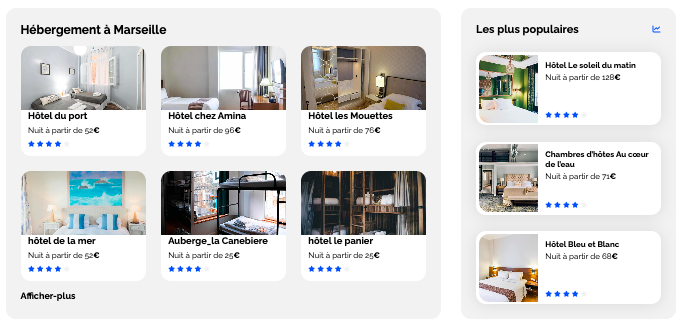 Hébergement à Marseille
Hôtel du port
Nuit à partir de 52€
Hôtel chez Amina
Nuit à partir de 96€
Hôtel les Mouettes
Nuit à partir de 76€
hôtel de la mer
Nuit à partir de 52€
Auberge_la Canebiere
Nuit à partir de 25€
hôtel le panier
Nuit à partir de 25€
Afficher-plus
Les plus populaires
Hôtel Le soleil du matin
Nuit à partir de 128€
Chambres d'hôtes Au cœur
de l'eau
Nuit à partir de 71€
Hôtel Bleu et Blanc
Nuit à partir de 68€